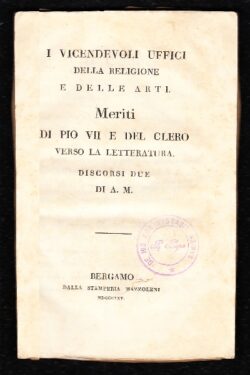 I VICENDEVOLI UFFICI
DELLA RELIGIONE
E DELLE ARTI.
Meriti
DI PIO VII E DEL CLERO
VERSO LA LETTERATURA.
DISCORSI DUE
DI A. M.
BERGAMO
DALLA STAMPERIA MAZZOLENI